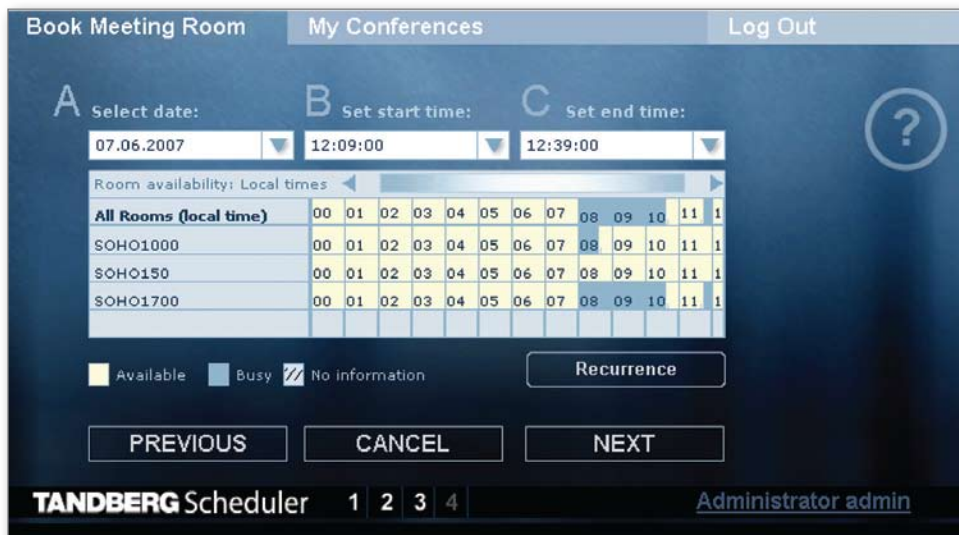 Book Meeting Room My Conferences Log Out
A Select date: B Set start time: C Set end time:
07.06.2007 12:09:00 12:39:00
?
Room availability: Local times
All Rooms (local time) 00 01 02 03 04 05 06 07 08 09 10 11 1
SOHO1000 00 01 02 03 04 05 06 07 08 09 10 11 1
SOHO150 00 01 02 03 04 05 06 07 08 09 10 11 1
SOHO1700 00 01 02 03 04 05 06 07 08 09 10 11 1
Available Busy No information
Recurrence
PREVIOUS CANCEL NEXT
TANDBERG Scheduler 1 2 3 4 Administrator admin